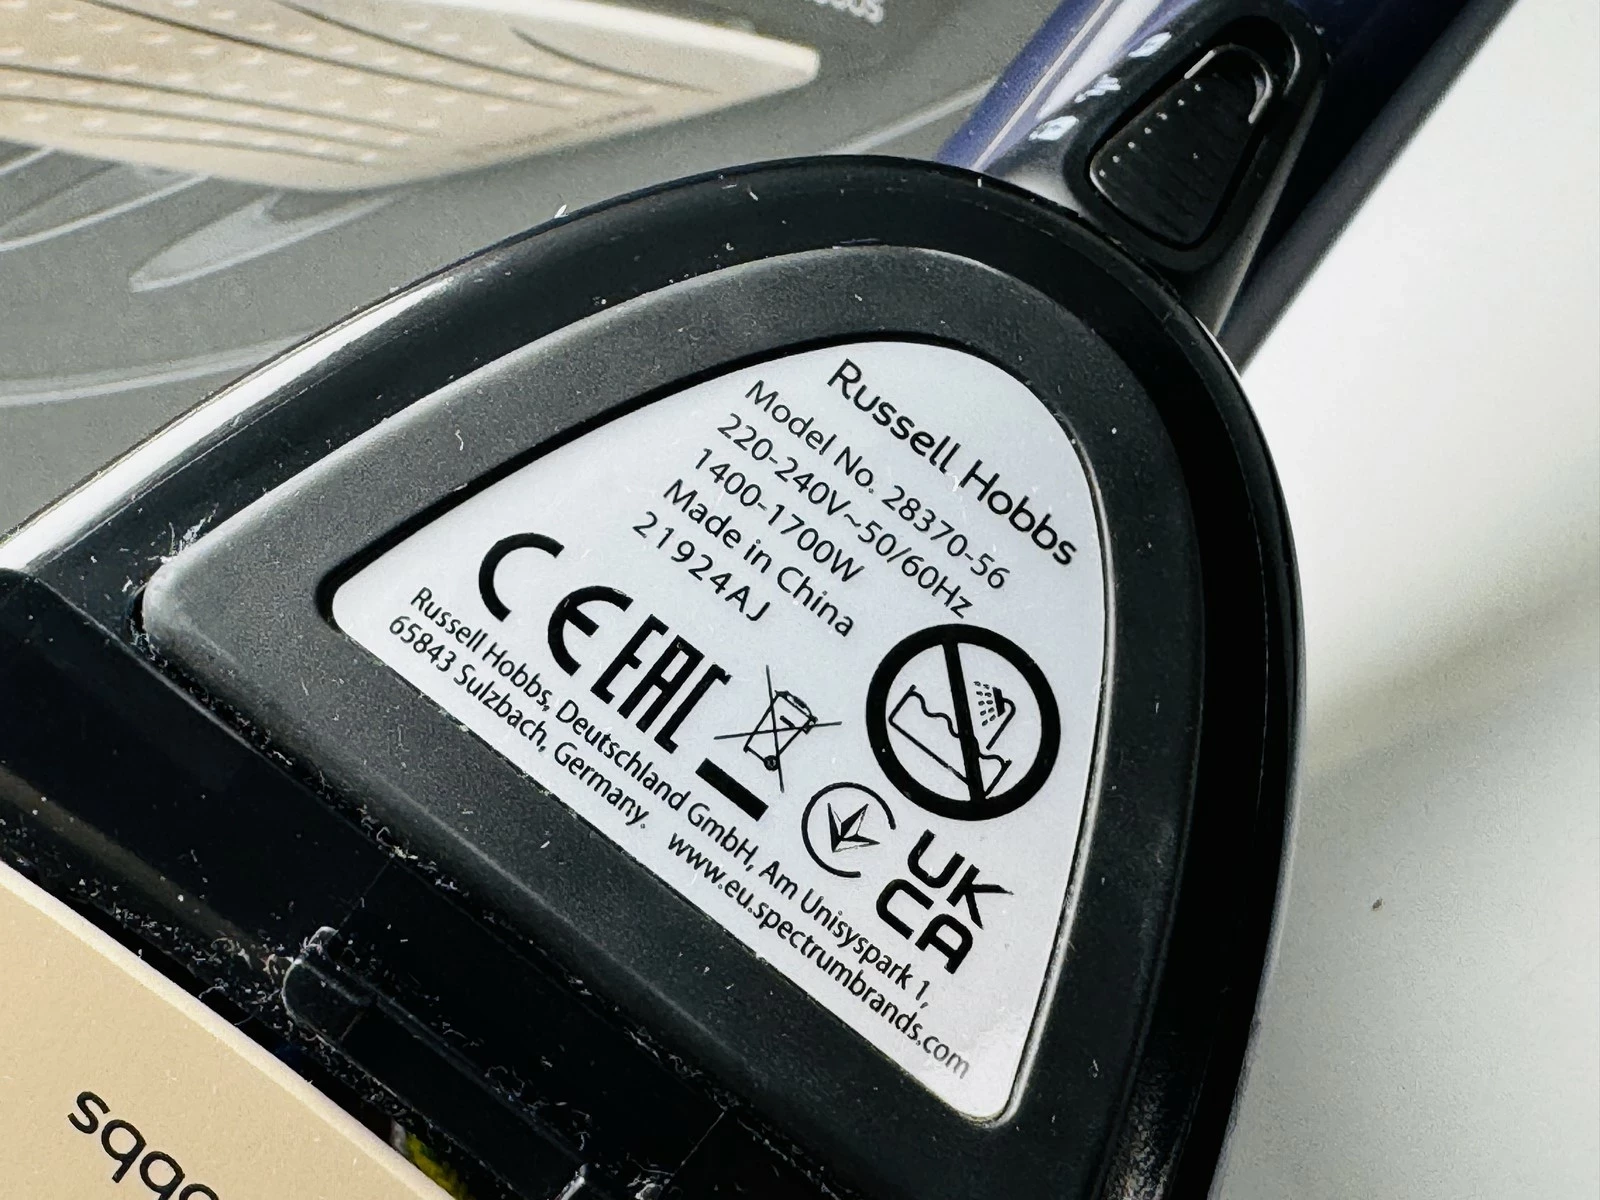 Russell Hobbs
Model No. 28370-56
220-240V~50/60Hz
1400-1700W
Made in China
21924AJ
CE EAC
UK
CA
Russell Hobbs, Deutschland GmbH, Am Unisyspark 1,
65843 Sulzbach, Germany. www.eu.spectrumbrands.com
obbs